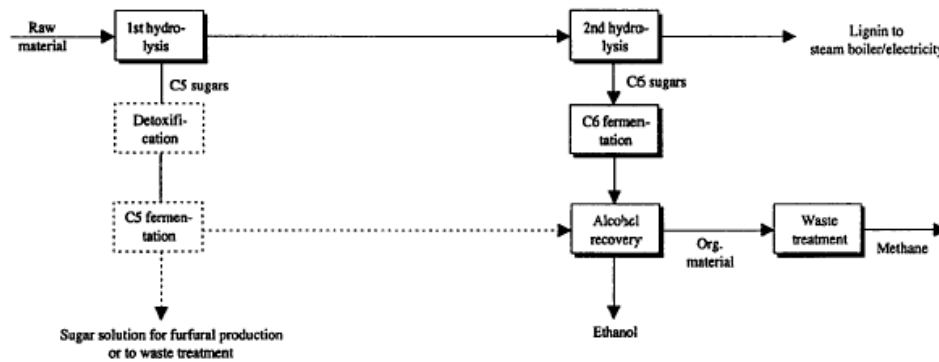 Raw
material
1st hydro-
lysis
2nd hydro-
lysis
Lignin to
steam boiler/electricity
C5 sugars
C6 sugars
Detoxifi-
cation
C6 fermen-
tation
C5 fermen-
tation
Alcohol
recovery
Org.
material
Waste
treatment
Methane
Sugar solution for furfural production
or to waste treatment
Ethanol